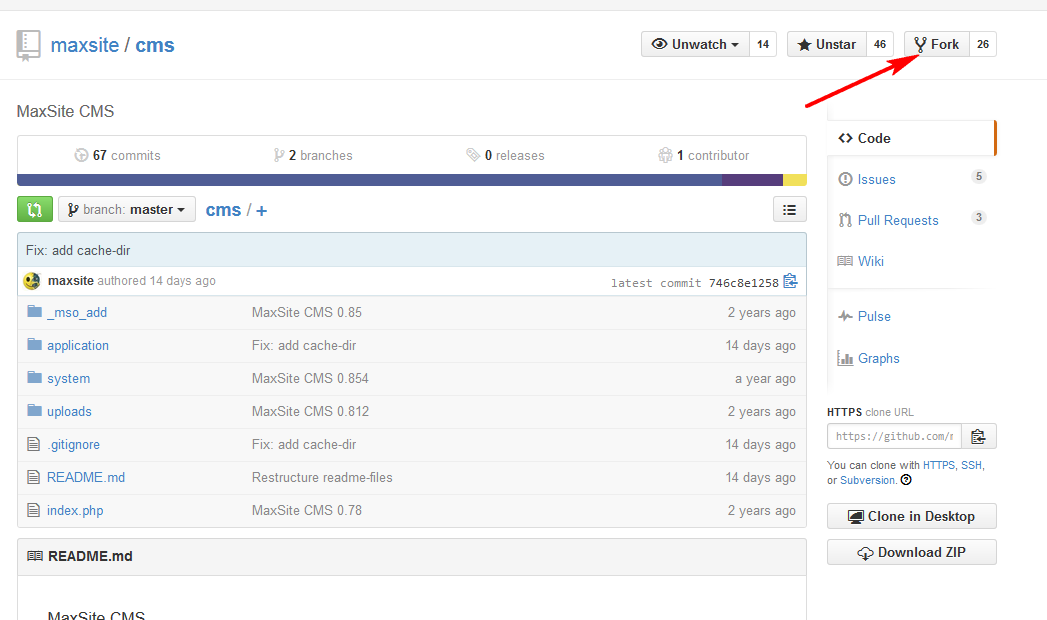 maxsite / cms
Unwatch 14 Unstar 46 Fork 26
MaxSite CMS
67 commits 2 branches 0 releases 1 contributor
branch: master cms / +
Fix: add cache-dir
maxsite authored 14 days ago latest commit 746c8e1258
_mso_add MaxSite CMS 0.85 2 years ago
application Fix: add cache-dir 14 days ago
system MaxSite CMS 0.854 a year ago
uploads MaxSite CMS 0.812 2 years ago
.gitignore Fix: add cache-dir 14 days ago
README.md Restructure readme-files 14 days ago
index.php MaxSite CMS 0.78 2 years ago
README.md
MaxSite CMS
Code
Issues 5
Pull Requests 3
Wiki
Pulse
Graphs
HTTPS clone URL
https://github.com/
You can clone with HTTPS, SSH,
or Subversion.
Clone in Desktop
Download ZIP